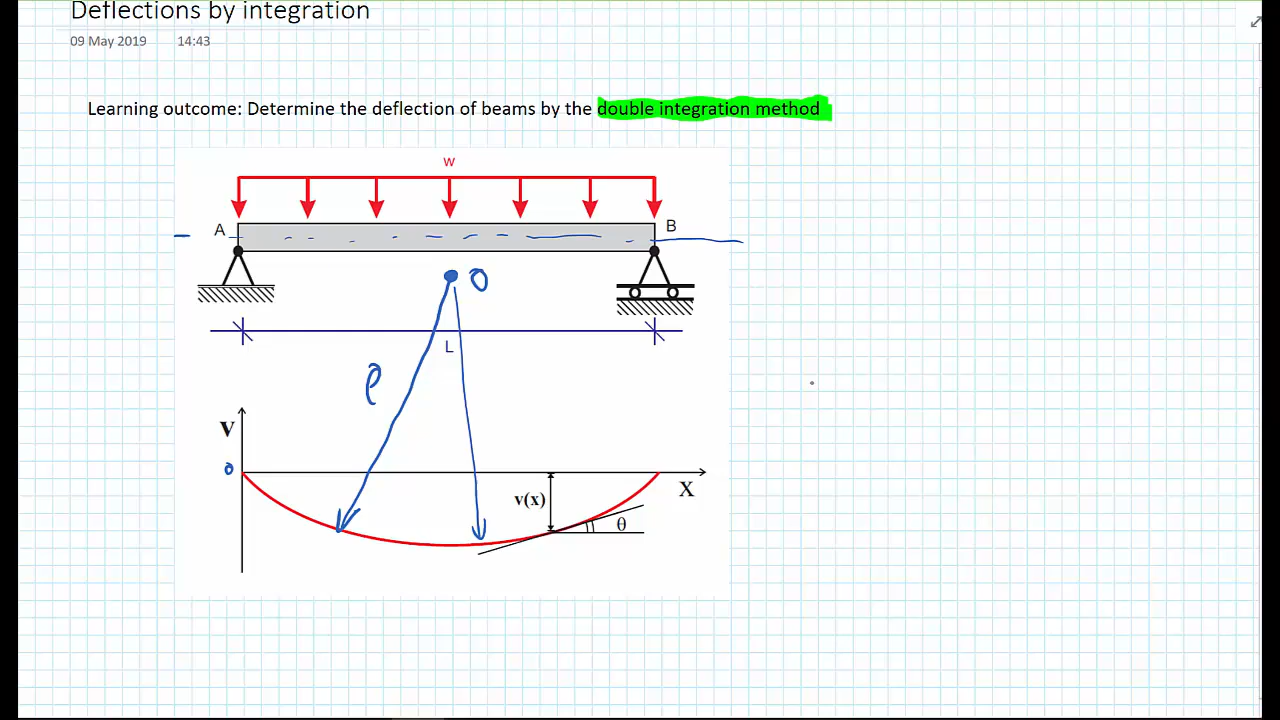 Deflections by integration
09 May 2019 14:43
Learning outcome: Determine the deflection of beams by the double integration method
w
A
B
O
L
ρ
V
0
X
v(x)
θ